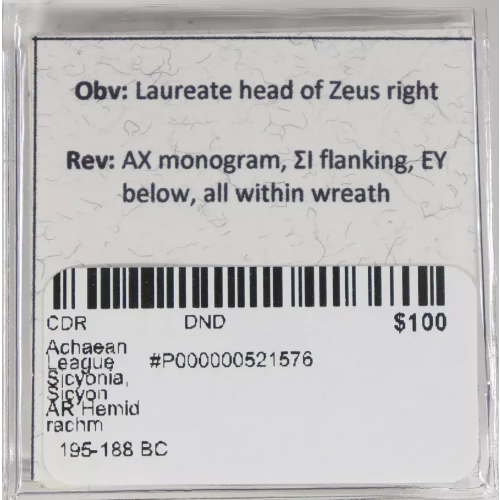 Obv: Laureate head of Zeus right
Rev: AX monogram, ΣΙ flanking, EY
below, all within wreath
CDR DND $100
Achaean
League #P000000521576
Sicyonia,
Sicyon
AR Hemid
rachm
195-188 BC